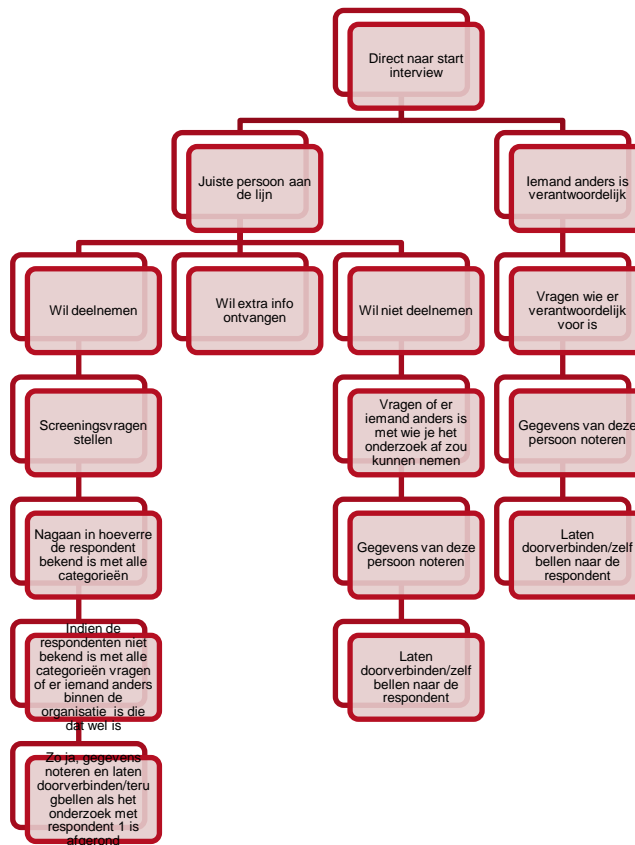 Direct naar start
interview
Juiste persoon aan
de lijn
Iemand anders is
verantwoordelijk
Wil deelnemen
Wil extra info
ontvangen
Wil niet deelnemen
Vragen wie er
verantwoordelijk
voor is
Screeningsvragen
stellen
Vragen of er
iemand anders is
met wie je het
onderzoek af zou
kunnen nemen
Gegevens van deze
persoon noteren
Nagaan in hoeverre
de respondent
bekend is met alle
categorieën
Gegevens van deze
persoon noteren
Laten
doorverbinden/zelf
bellen naar de
respondent
Indien de
respondenten niet
bekend is met alle
categorieën vragen
of er iemand anders
binnen de
organisatie is die
dat wel is
Laten
doorverbinden/zelf
bellen naar de
respondent
Zo ja, gegevens
noteren en laten
doorverbinden/teru
gbellen als het
onderzoek met
respondent 1 is
afgerond